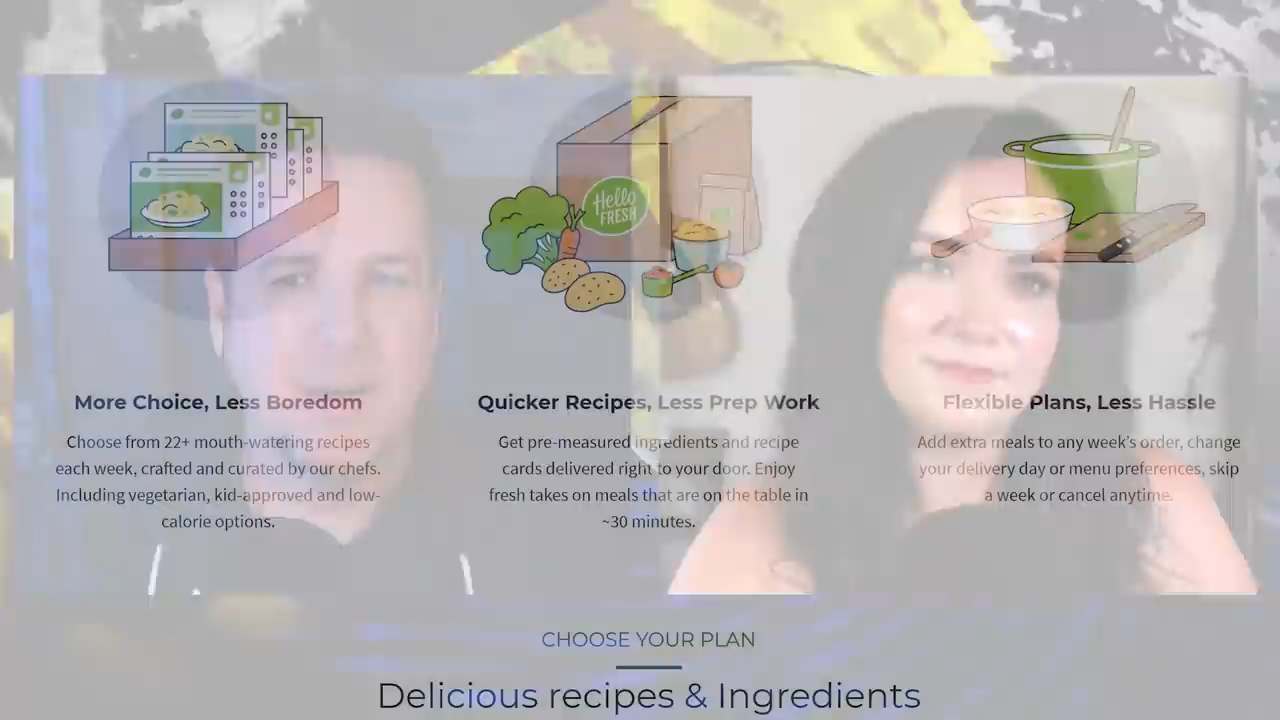 Hello
FRESH
More Choice, Less Boredom
Choose from 22+ mouth-watering recipes
each week, crafted and curated by our chefs.
Including vegetarian, kid-approved and low-
calorie options.
Quicker Recipes, Less Prep Work
Get pre-measured ingredients and recipe
cards delivered right to your door. Enjoy
fresh takes on meals that are on the table in
~30 minutes.
Flexible Plans, Less Hassle
Add extra meals to any week’s order, change
your delivery day or menu preferences, skip
a week or cancel anytime.
CHOOSE YOUR PLAN
Delicious recipes & Ingredients